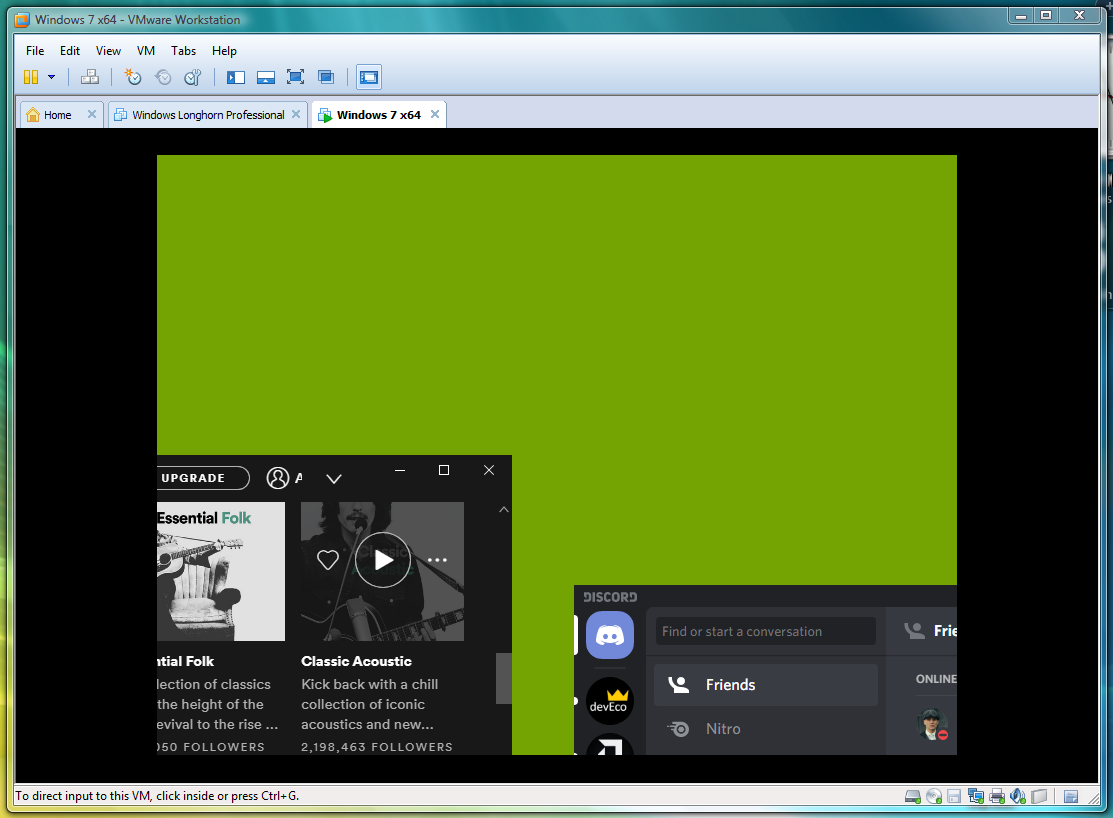 Windows 7 x64 - VMware Workstation
File Edit View VM Tabs Help
Home Windows Longhorn Professional Windows 7 x64
UPGRADE A
Essential Folk
Classic Acoustic
ntial Folk
lection of classics
the height of the
evival to the rise ...
050 FOLLOWERS
Classic Acoustic
Kick back with a chill
collection of iconic
acoustics and new...
2,198,463 FOLLOWERS
DISCORD
Find or start a conversation
Frie
Friends
ONLINE
devEco
Nitro
To direct input to this VM, click inside or press Ctrl+G.